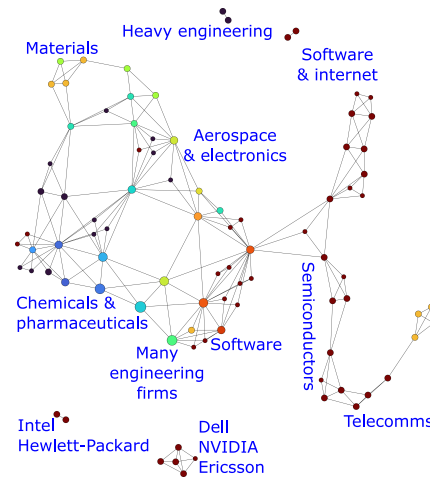 Heavy engineering
Materials
Software
& internet
Aerospace
& electronics
Semiconductors
Chemicals &
pharmaceuticals
Software
Many
engineering
firms
Telecomms
Intel
Hewlett-Packard
Dell
NVIDIA
Ericsson